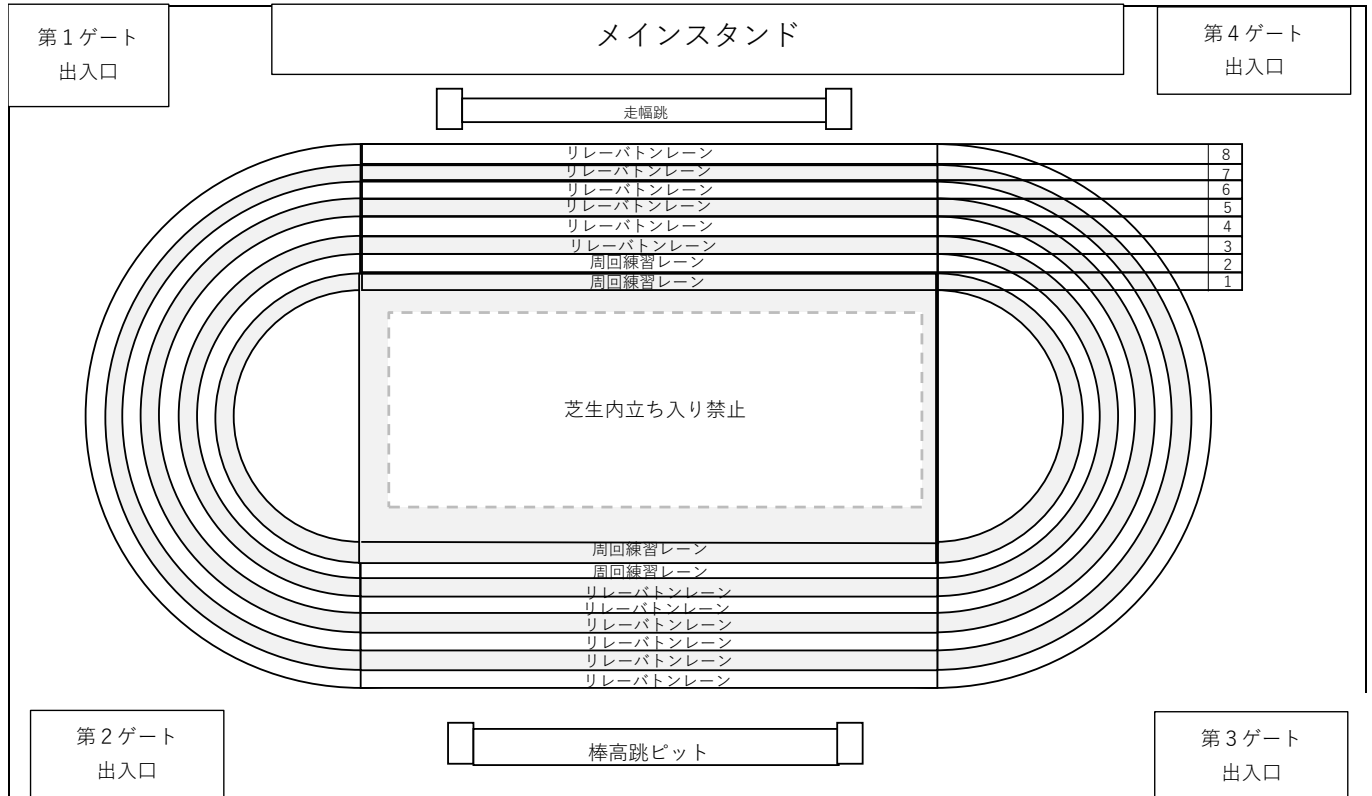 第１ゲート
出入口
メインスタンド
第４ゲート
出入口
走幅跳
リレーバトンレーン 8
リレーバトンレーン 7
リレーバトンレーン 6
リレーバトンレーン 5
リレーバトンレーン 4
リレーバトンレーン 3
周回練習レーン 2
周回練習レーン 1
芝生内立ち入り禁止
周回練習レーン
周回練習レーン
リレーバトンレーン
リレーバトンレーン
リレーバトンレーン
リレーバトンレーン
リレーバトンレーン
リレーバトンレーン
第２ゲート
出入口
棒高跳ピット
第３ゲート
出入口